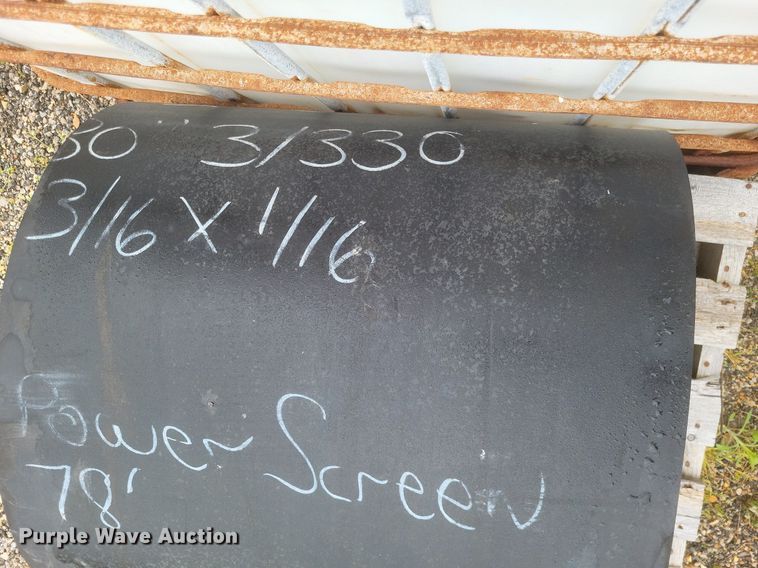 30" 3/330
3/16 X 1/16
Power Screen
78'
Purple Wave Auction